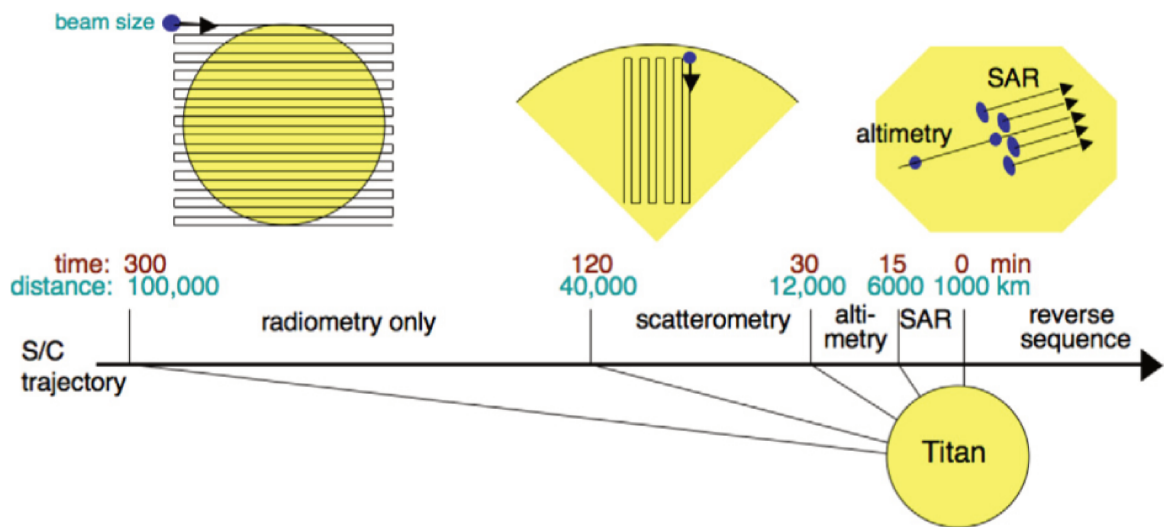 beam size
SAR
altimetry
time: 300 120 30 15 0 min
distance: 100,000 40,000 12,000 6000 1000 km
radiometry only
scatterometry
alti-
metry
SAR
reverse
sequence
S/C
trajectory
Titan